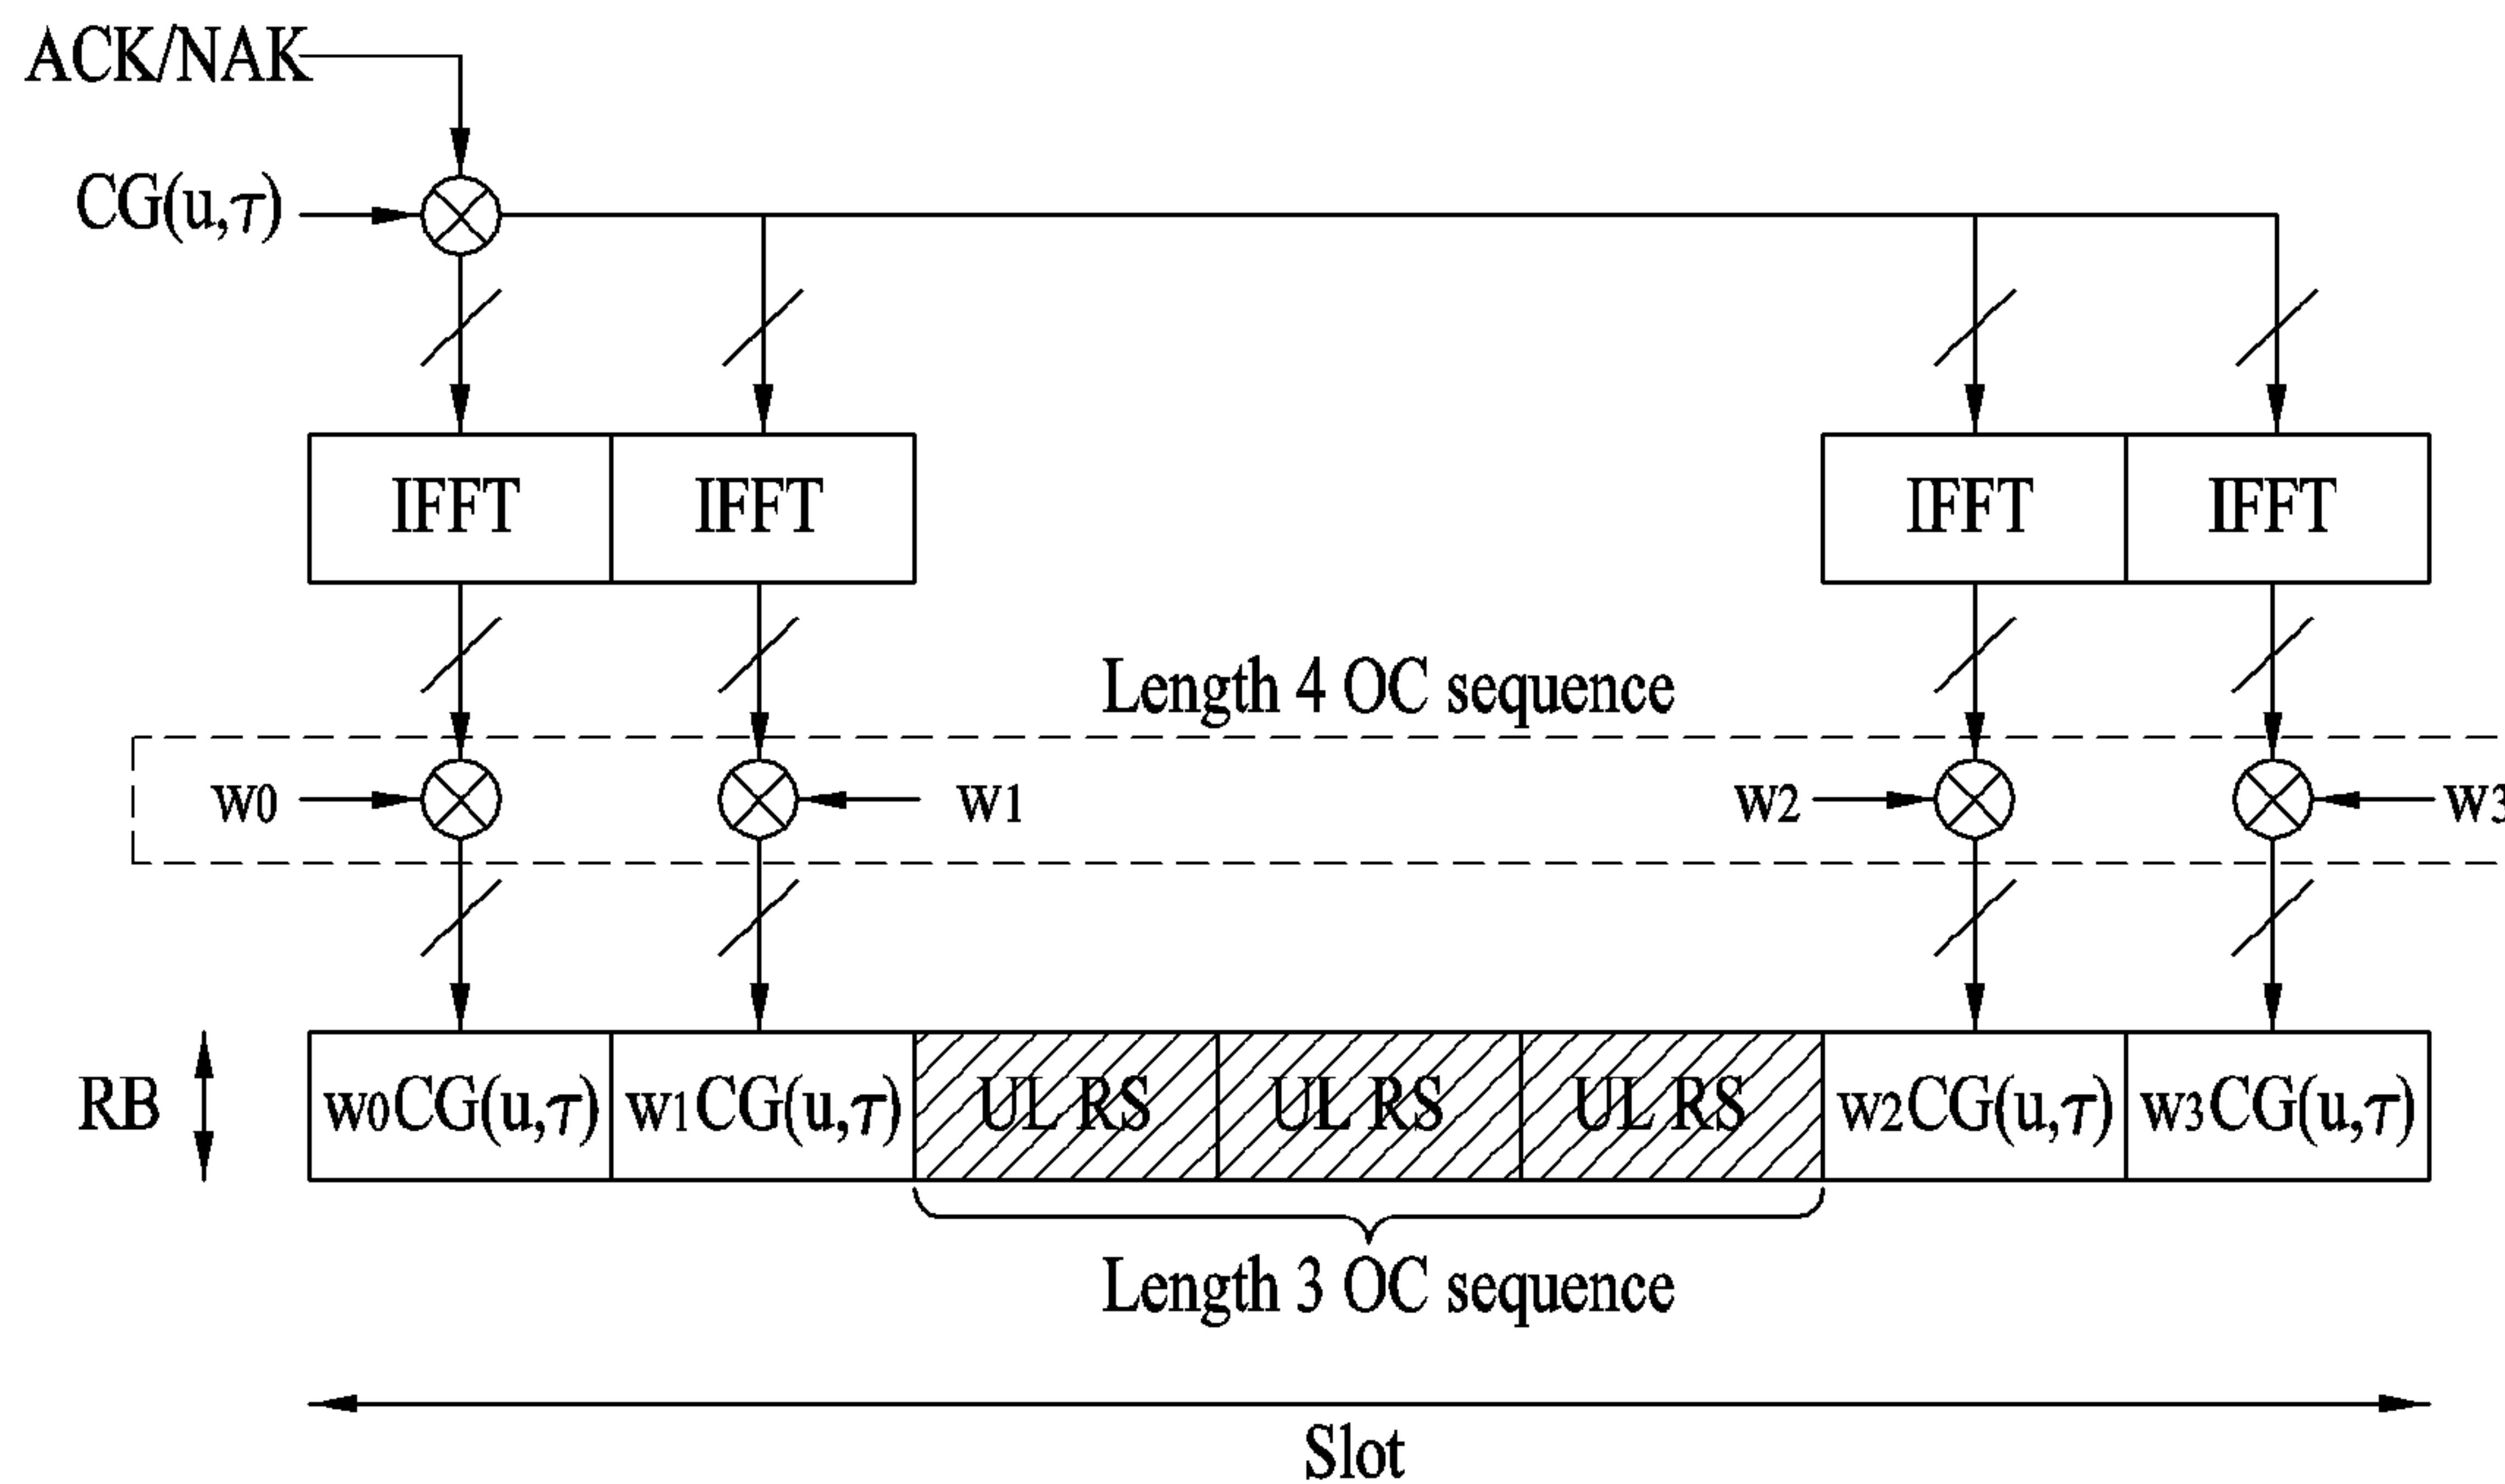 ACK/NAK
CG(u,τ)
IFFT IFFT IFFT IFFT
Length 4 OC sequence
w0 w1 w2 w3
RB w0CG(u,τ) w1CG(u,τ) UL RS UL RS UL RS w2CG(u,τ) w3CG(u,τ)
Length 3 OC sequence
Slot